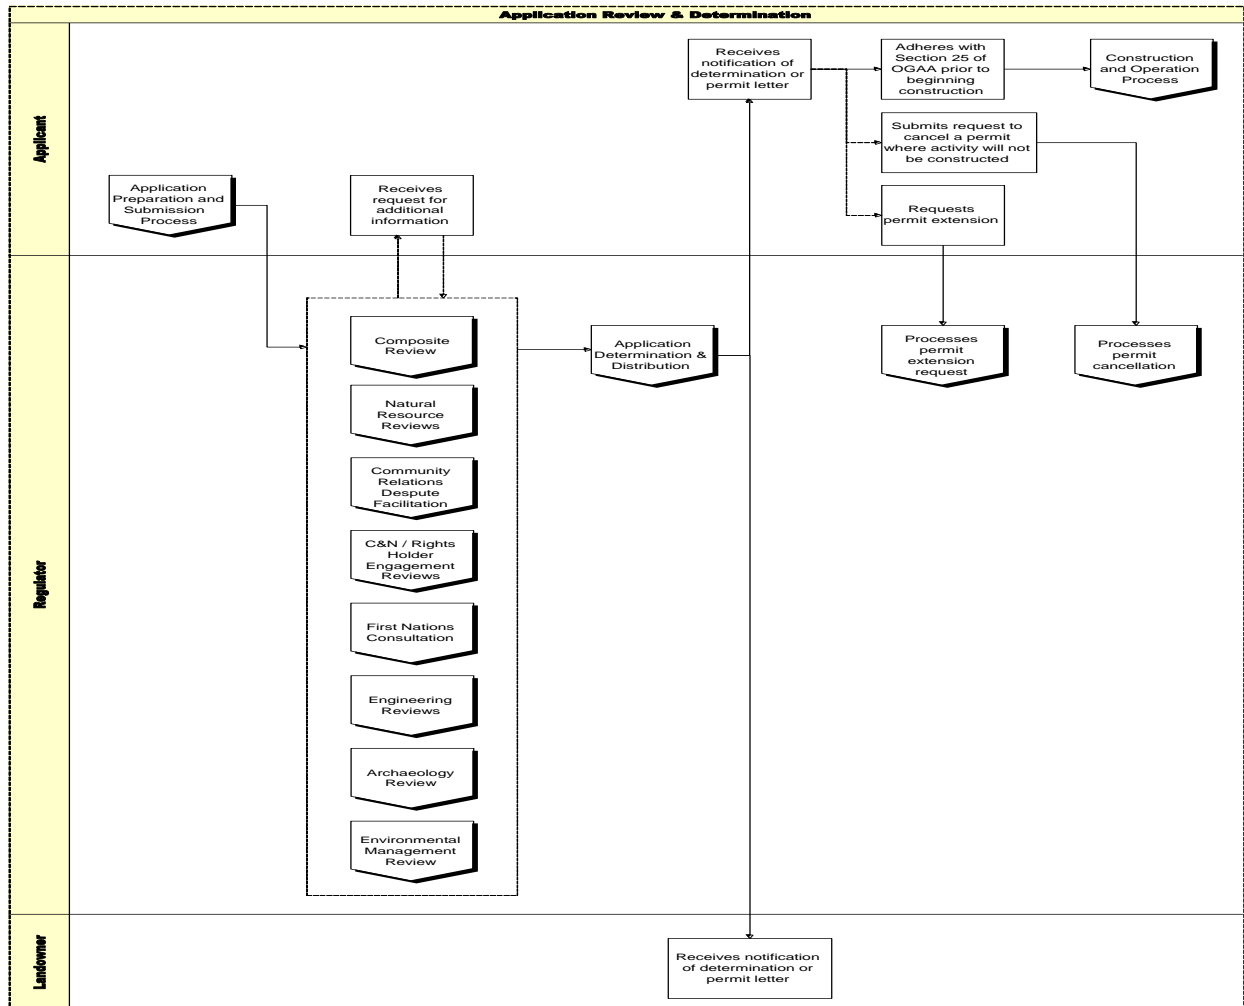 Application Review & Determination
Applicant
Application
Preparation and
Submission
Process
Receives
request for
additional
information
Receives
notification of
determination or
permit letter
Adheres with
Section 25 of
OGAA prior to
beginning
construction
Construction
and Operation
Process
Submits request to
cancel a permit
where activity will not
be constructed
Requests
permit extension
Regulator
Composite
Review
Natural
Resource
Reviews
Community
Relations
Despute
Facilitation
C&N / Rights
Holder
Engagement
Reviews
First Nations
Consultation
Engineering
Reviews
Archaeology
Review
Environmental
Management
Review
Application
Determination &
Distribution
Processes
permit
extension
request
Processes
permit
cancellation
Landowner
Receives notification
of determination or
permit letter